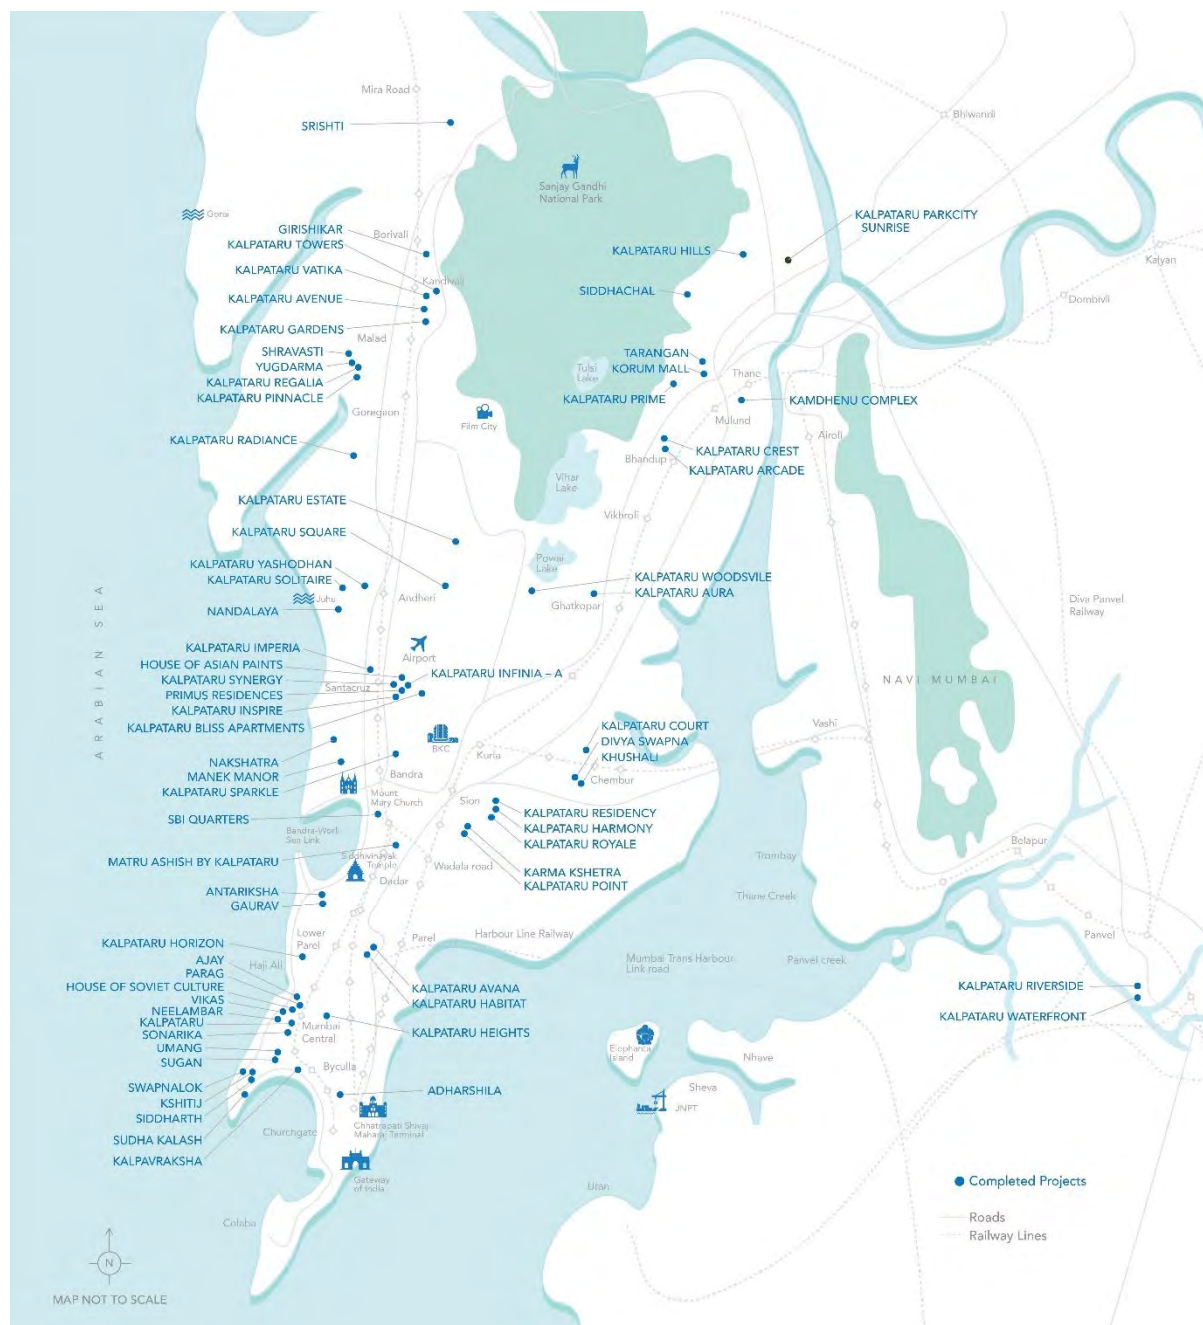 Mira Road
SRISHTI
Bhiwandi
Sanjay Gandhi
National Park
Gorai
KALPATARU PARKCITY
SUNRISE
GIRISHIKAR
Borivali
KALPATARU TOWERS
KALPATARU HILLS
Kalyan
KALPATARU VATIKA
Kandivali
SIDDHACHAL
KALPATARU AVENUE
Dombivli
KALPATARU GARDENS
Malad
SHRAVASTI
TARANGAN
YUGDARMA
Tulsi
Lake
KORUM MALL
Thane
KALPATARU REGALIA
KALPATARU PINNACLE
KALPATARU PRIME
KAMDHENU COMPLEX
Goregaon
Film City
Mulund
Airoli
KALPATARU RADIANCE
KALPATARU CREST
Bhandup
KALPATARU ARCADE
Vihar
Lake
KALPATARU ESTATE
Vikhroli
KALPATARU SQUARE
Powai
Lake
KALPATARU YASHODHAN
KALPATARU SOLITAIRE
KALPATARU WOODSVILE
KALPATARU AURA
Juhu
Andheri
Ghatkopar
NANDALAYA
Diva Panvel
Railway
ARABIAN SEA
KALPATARU IMPERIA
Airport
HOUSE OF ASIAN PAINTS
KALPATARU INFINIA – A
KALPATARU SYNERGY
Santacruz
NAVI MUMBAI
PRIMUS RESIDENCES
KALPATARU INSPIRE
KALPATARU BLISS APARTMENTS
KALPATARU COURT
Vashi
DIVYA SWAPNA
BKC
Kurla
KHUSHALI
NAKSHATRA
MANEK MANOR
Bandra
Chembur
KALPATARU SPARKLE
Mount
Mary Church
Sion
SBI QUARTERS
KALPATARU RESIDENCY
KALPATARU HARMONY
KALPATARU ROYALE
Bandra-Worli
Sea Link
Belapur
MATRU ASHISH BY KALPATARU
Siddhivinayak
Temple
Wadala road
KARMA KSHETRA
KALPATARU POINT
Trombay
Dadar
ANTARIKSHA
GAURAV
Thane Creek
Lower
Parel
Parel
Harbour Line Railway
Panvel
KALPATARU HORIZON
Haji Ali
AJAY
PARAG
Mumbai Trans Harbour
Link road
Panvel creek
HOUSE OF SOVIET CULTURE
KALPATARU AVANA
KALPATARU RIVERSIDE
VIKAS
KALPATARU HABITAT
NEELAMBAR
KALPATARU WATERFRONT
KALPATARU
Mumbai
Central
KALPATARU HEIGHTS
SONARIKA
UMANG
Elephanta
Island
Nhave
SUGAN
Byculla
SWAPNALOK
ADHARSHILA
Sheva
KSHITIJ
JNPT
SIDDHARTH
Chhatrapati Shivaji
Maharaj Terminal
SUDHA KALASH
Churchgate
KALPAVRAKSHA
Gateway
of India
Uran
Completed Projects
Colaba
Roads
Railway Lines
N
MAP NOT TO SCALE